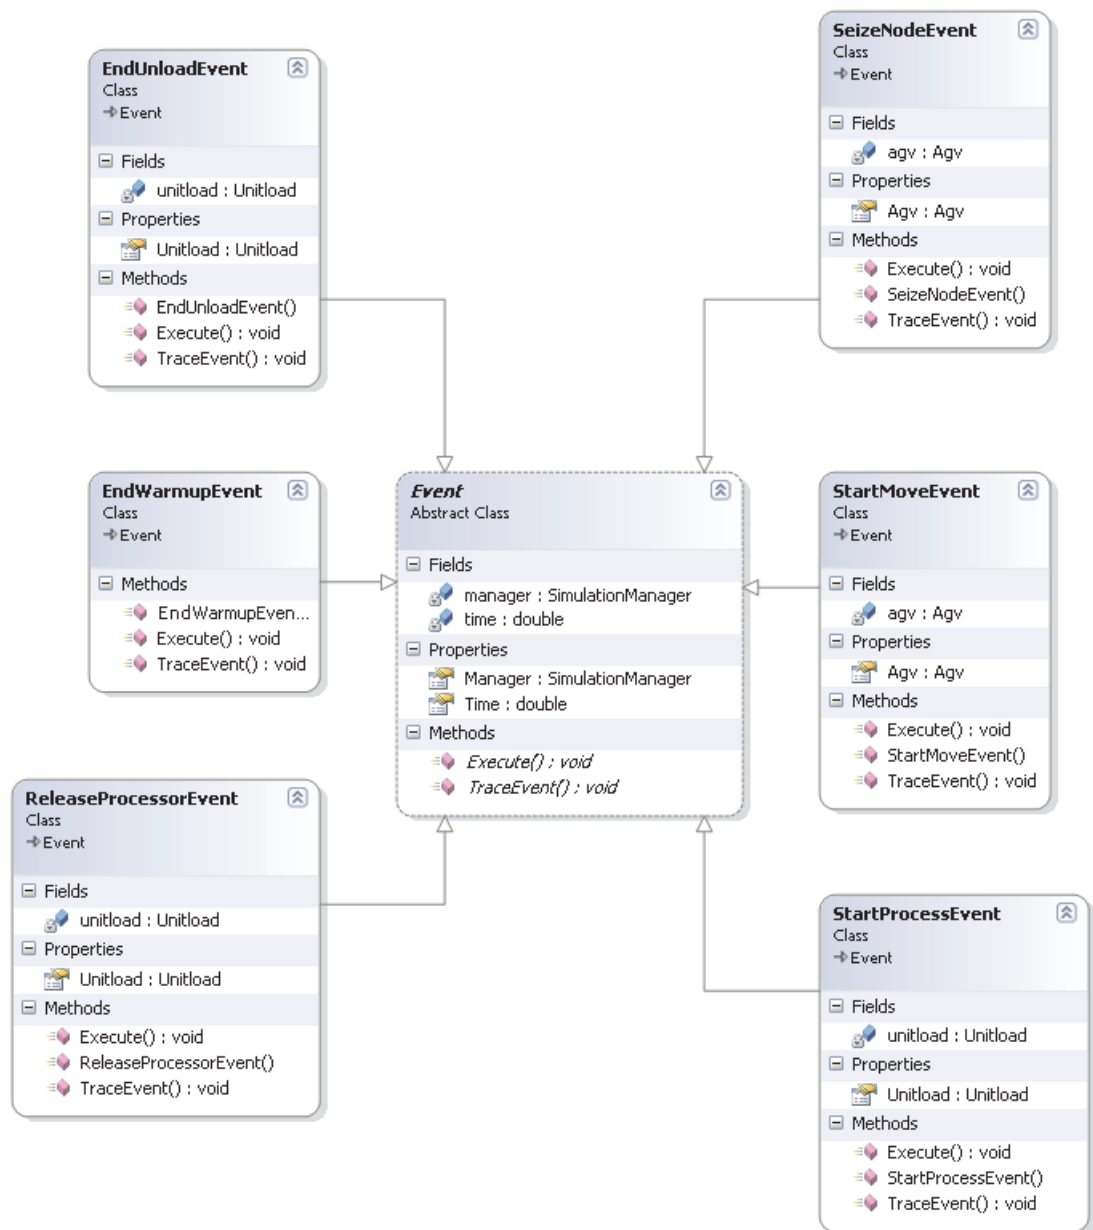 EndUnloadEvent
Class
Event
Fields
unitload : Unitload
Properties
Unitload : Unitload
Methods
EndUnloadEvent()
Execute() : void
TraceEvent() : void
SeizeNodeEvent
Class
Event
Fields
agv : Agv
Properties
Agv : Agv
Methods
Execute() : void
SeizeNodeEvent()
TraceEvent() : void
EndWarmupEvent
Class
Event
Methods
EndWarmupEven...
Execute() : void
TraceEvent() : void
Event
Abstract Class
Fields
manager : SimulationManager
time : double
Properties
Manager : SimulationManager
Time : double
Methods
Execute() : void
TraceEvent() : void
StartMoveEvent
Class
Event
Fields
agv : Agv
Properties
Agv : Agv
Methods
Execute() : void
StartMoveEvent()
TraceEvent() : void
ReleaseProcessorEvent
Class
Event
Fields
unitload : Unitload
Properties
Unitload : Unitload
Methods
Execute() : void
ReleaseProcessorEvent()
TraceEvent() : void
StartProcessEvent
Class
Event
Fields
unitload : Unitload
Properties
Unitload : Unitload
Methods
Execute() : void
StartProcessEvent()
TraceEvent() : void